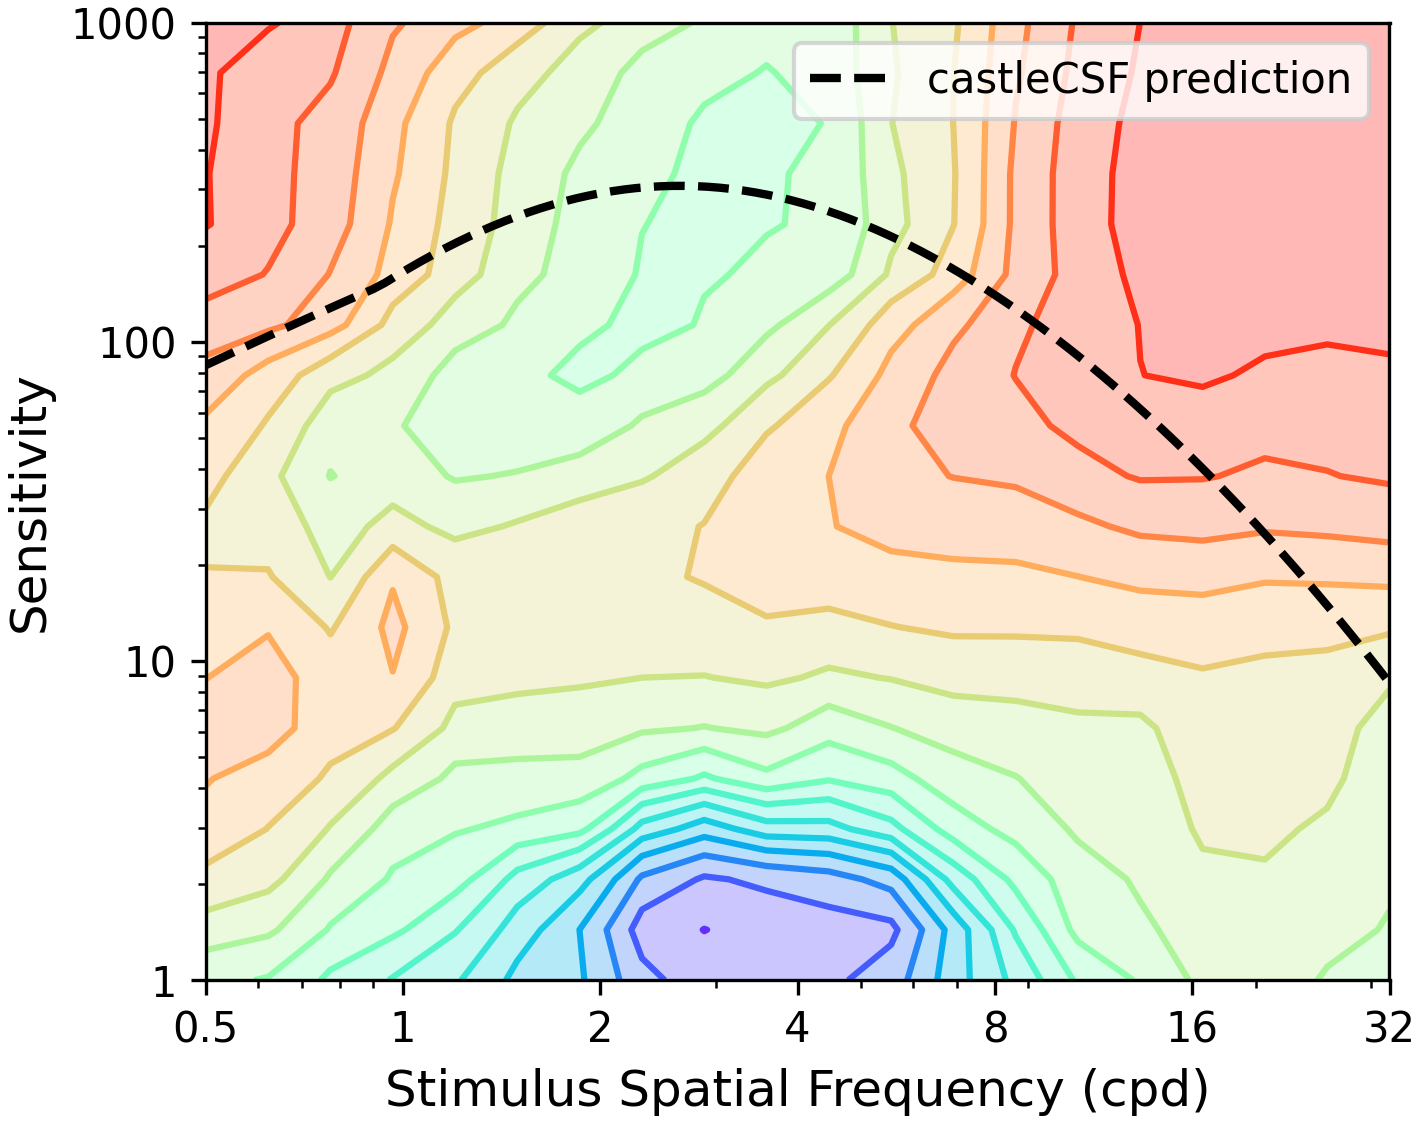 1000
100
10
1
Sensitivity
castleCSF prediction
0.5 1 2 4 8 16 32
Stimulus Spatial Frequency (cpd)